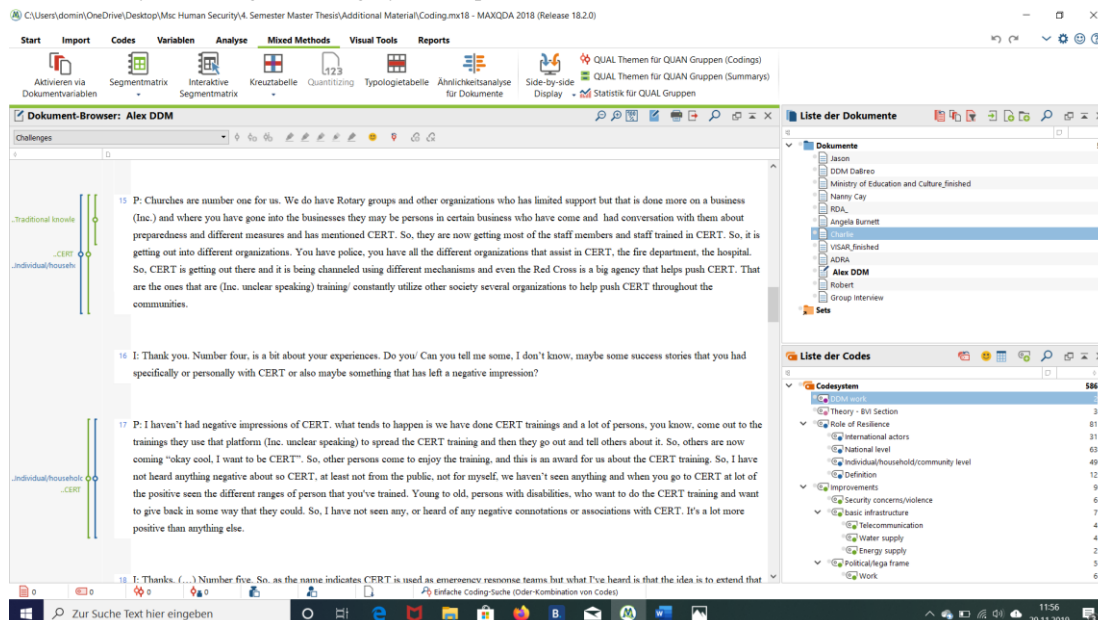 C:\Users\domin\OneDrive\Desktop\Msc Human Security\4. Semester Master Thesis\Additional Material\Coding.mx18 - MAXQDA 2018 (Release 18.2.0)
Start Import Codes Variablen Analyse Mixed Methods Visual Tools Reports
Aktivieren via Dokumentvariablen
Segmentmatrix
Interaktive Segmentmatrix
Kreuztabelle
Quantitizing
Typologietabelle
Ähnlichkeitsanalyse für Dokumente
Side-by-side Display
QUAL Themen für QUAN Gruppen (Codings)
QUAL Themen für QUAN Gruppen (Summarys)
Statistik für QUAL Gruppen
Dokument-Browser: Alex DDM
Challenges
..Traditional knowle
..CERT
..Individual/househ
15 P: Churches are number one for us. We do have Rotary groups and other organizations who has limited support but that is done more on a business
(Inc.) and where you have gone into the businesses they may be persons in certain business who have come and had conversation with them about
preparedness and different measures and has mentioned CERT. So, they are now getting most of the staff members and staff trained in CERT. So, it is
getting out into different organizations. You have police, you have all the different organizations that assist in CERT, the fire department, the hospital.
So, CERT is getting out there and it is being channeled using different mechanisms and even the Red Cross is a big agency that helps push CERT. That
are the ones that are (Inc. unclear speaking) training/ constantly utilize other society several organizations to help push CERT throughout the
communities.
16 I: Thank you. Number four, is a bit about your experiences. Do you/ Can you tell me some, I don't know, maybe some success stories that you had
specifically or personally with CERT or also maybe something that has left a negative impression?
..Individual/househole
..CERT
17 P: I haven't had negative impressions of CERT. what tends to happen is we have done CERT trainings and a lot of persons, you know, come out to the
trainings they use that platform (Inc. unclear speaking) to spread the CERT training and then they go out and tell others about it. So, others are now
coming “okay cool, I want to be CERT”. So, other persons come to enjoy the training, and this is an award for us about the CERT training. So, I have
not heard anything negative about so CERT, at least not from the public, not for myself, we haven't seen anything and when you go to CERT at lot of
the positive seen the different ranges of person that you've trained. Young to old, persons with disabilities, who want to do the CERT training and want
to give back in some way that they could. So, I have not seen any, or heard of any negative connotations or associations with CERT. It's a lot more
positive than anything else.
18 I: Thanks. (…) Number five. So, as the name indicates CERT is used as emergency response teams but what I've heard is that the idea is to extend that
Liste der Dokumente
Dokumente
Jason
DDM DaBreo
Ministry of Education and Culture_finished
Nanny Cay
RDA_
Angela Burnett
Charlie
VISAR_finished
ADRA
Alex DDM
Robert
Group Interview
Sets
Liste der Codes
Codesystem 586
DDM work 2
Theory - BVI Section 3
Role of Resilience 81
International actors 31
National level 63
Individual/household/community level 49
Definition 12
Improvements 9
Security concerns/violence 6
basic infrastructure 7
Telecommunication 4
Water supply 4
Energy supply 2
Political/lega frame 5
Work 6
0 0 0 0
Einfache Coding-Suche (Oder-Kombination von Codes)
Zur Suche Text hier eingeben
11:56
20.11.2019